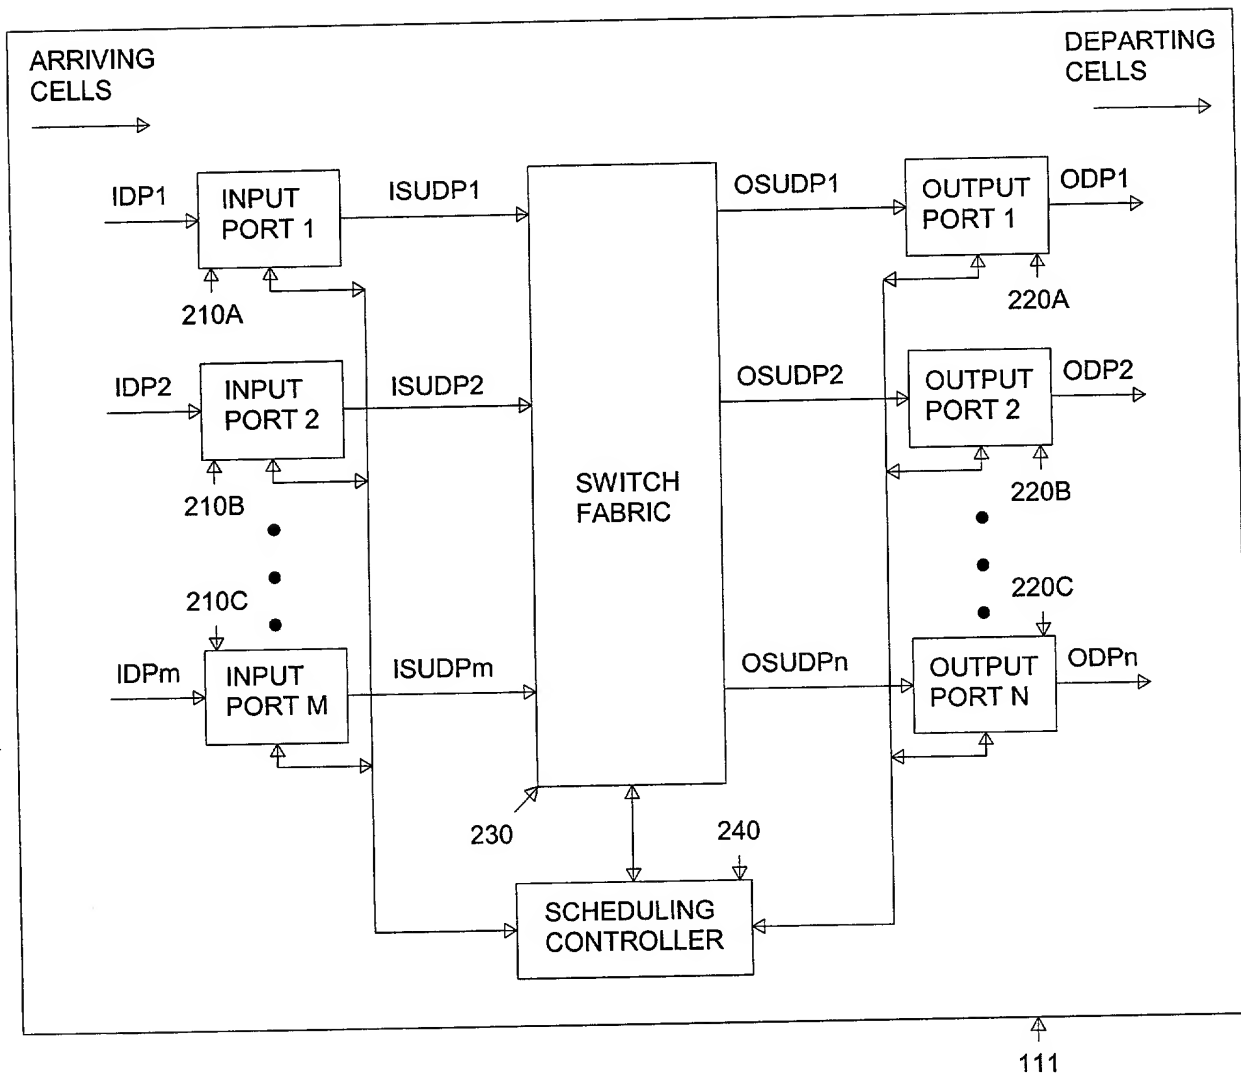 ARRIVING
CELLS
DEPARTING
CELLS
IDP1
INPUT
PORT 1
ISUDP1
OSUDP1
OUTPUT
PORT 1
ODP1
210A
220A
IDP2
INPUT
PORT 2
ISUDP2
OSUDP2
OUTPUT
PORT 2
ODP2
210B
SWITCH
FABRIC
220B
210C
220C
IDPm
INPUT
PORT M
ISUDPm
OSUDPn
OUTPUT
PORT N
ODPn
230
240
SCHEDULING
CONTROLLER
111